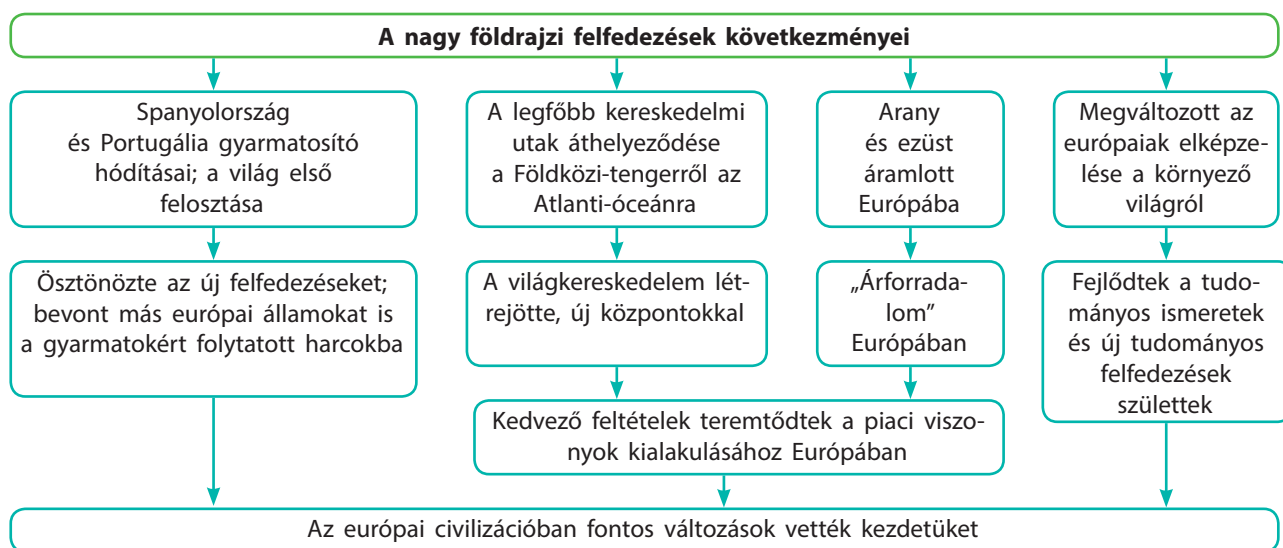 A nagy földrajzi felfedezések következményei
Spanyolország
és Portugália gyarmatosító
hódításai; a világ első
felosztása
A legfőbb kereskedelmi
utak áthelyeződése
a Földközi-tengerről az
Atlanti-óceánra
Arany
és ezüst
áramlott
Európába
Megváltozott az
európaiak elképze-
lése a környező
világról
Ösztönözte az új felfedezéseket;
bevont más európai államokat is
a gyarmatokért folytatott harcokba
A világkereskedelem lét-
rejötte, új központokkal
„Árforrada-
lom”
Európában
Fejlődtek a tudo-
mányos ismeretek
és új tudományos
felfedezések
születtek
Kedvező feltételek teremtődtek a piaci viszo-
nyok kialakulásához Európában
Az európai civilizációban fontos változások vették kezdetüket